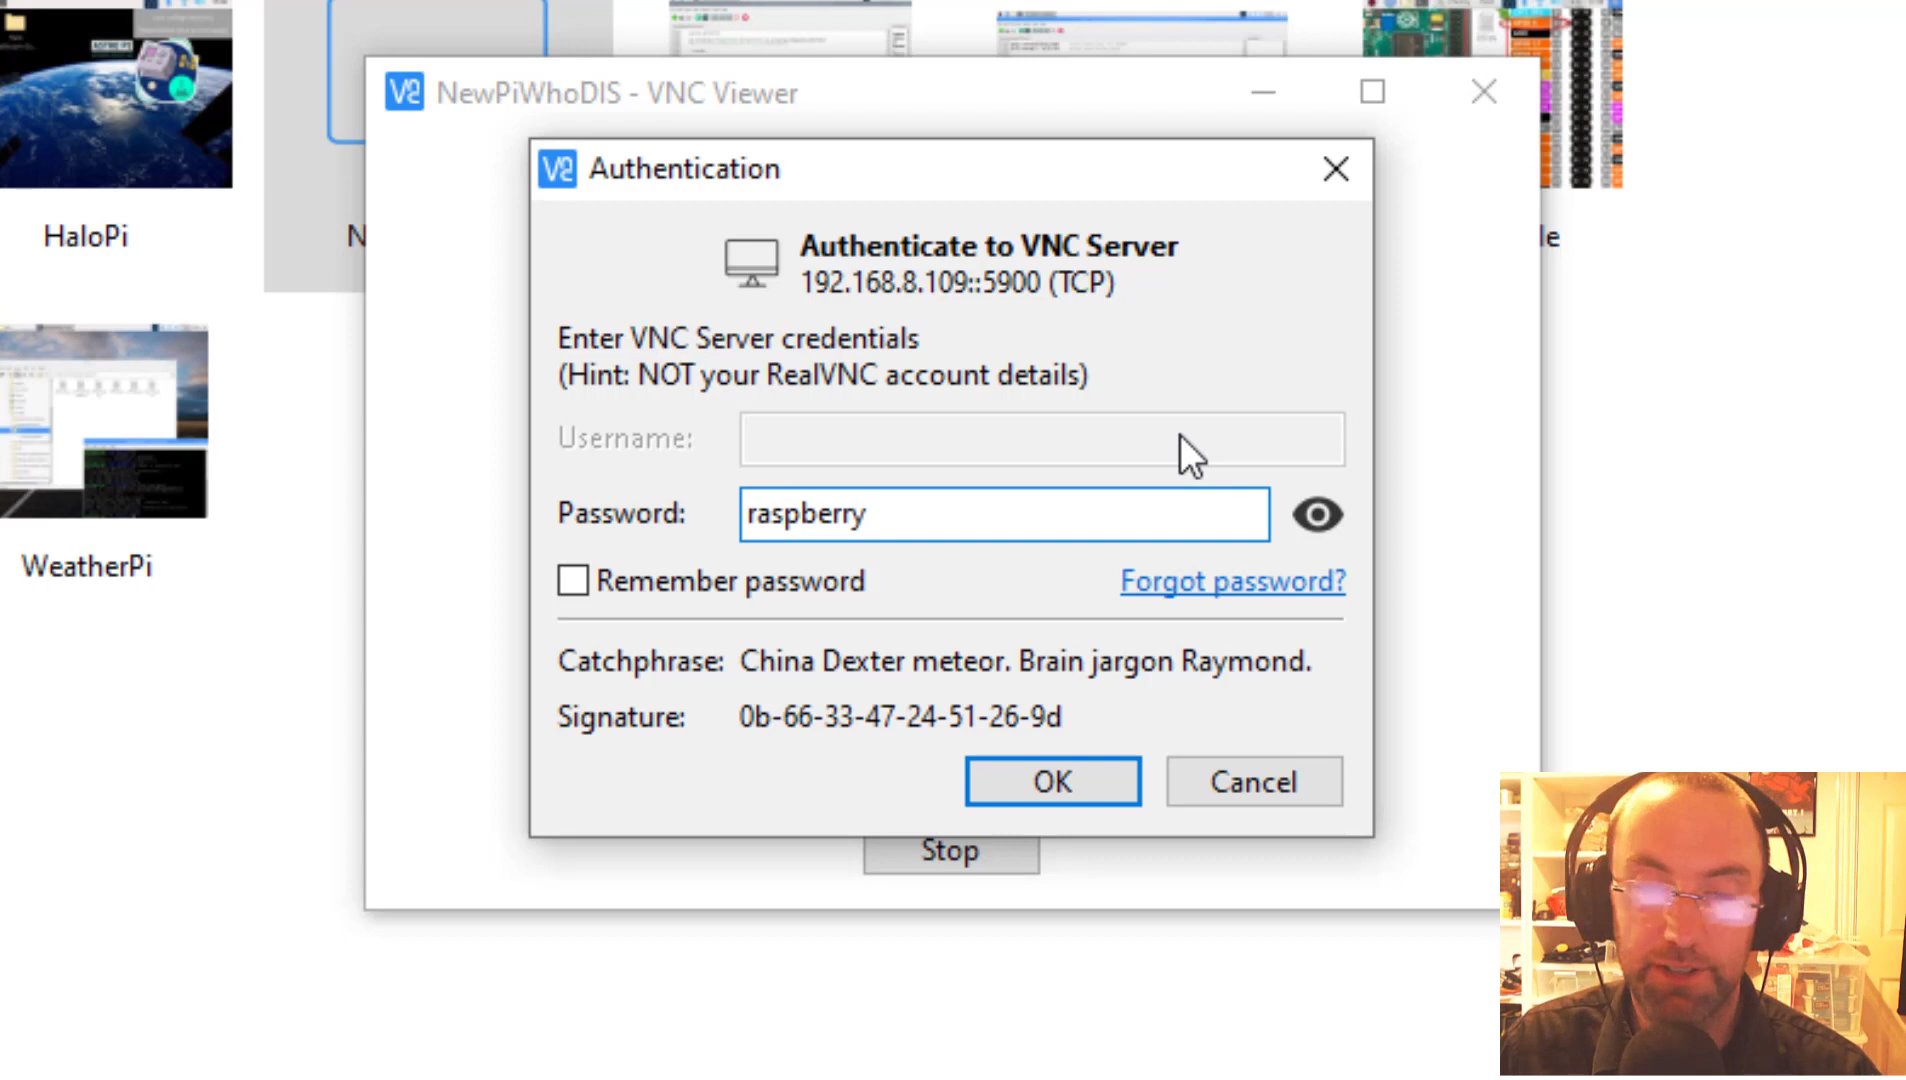 NewPiWhoDIS - VNC Viewer
Authentication
Authenticate to VNC Server
192.168.8.109::5900 (TCP)
Enter VNC Server credentials
(Hint: NOT your RealVNC account details)
Username:
Password: raspberry
Remember password
Forgot password?
Catchphrase: China Dexter meteor. Brain jargon Raymond.
Signature: 0b-66-33-47-24-51-26-9d
OK
Cancel
Stop
HaloPi
N
le
WeatherPi